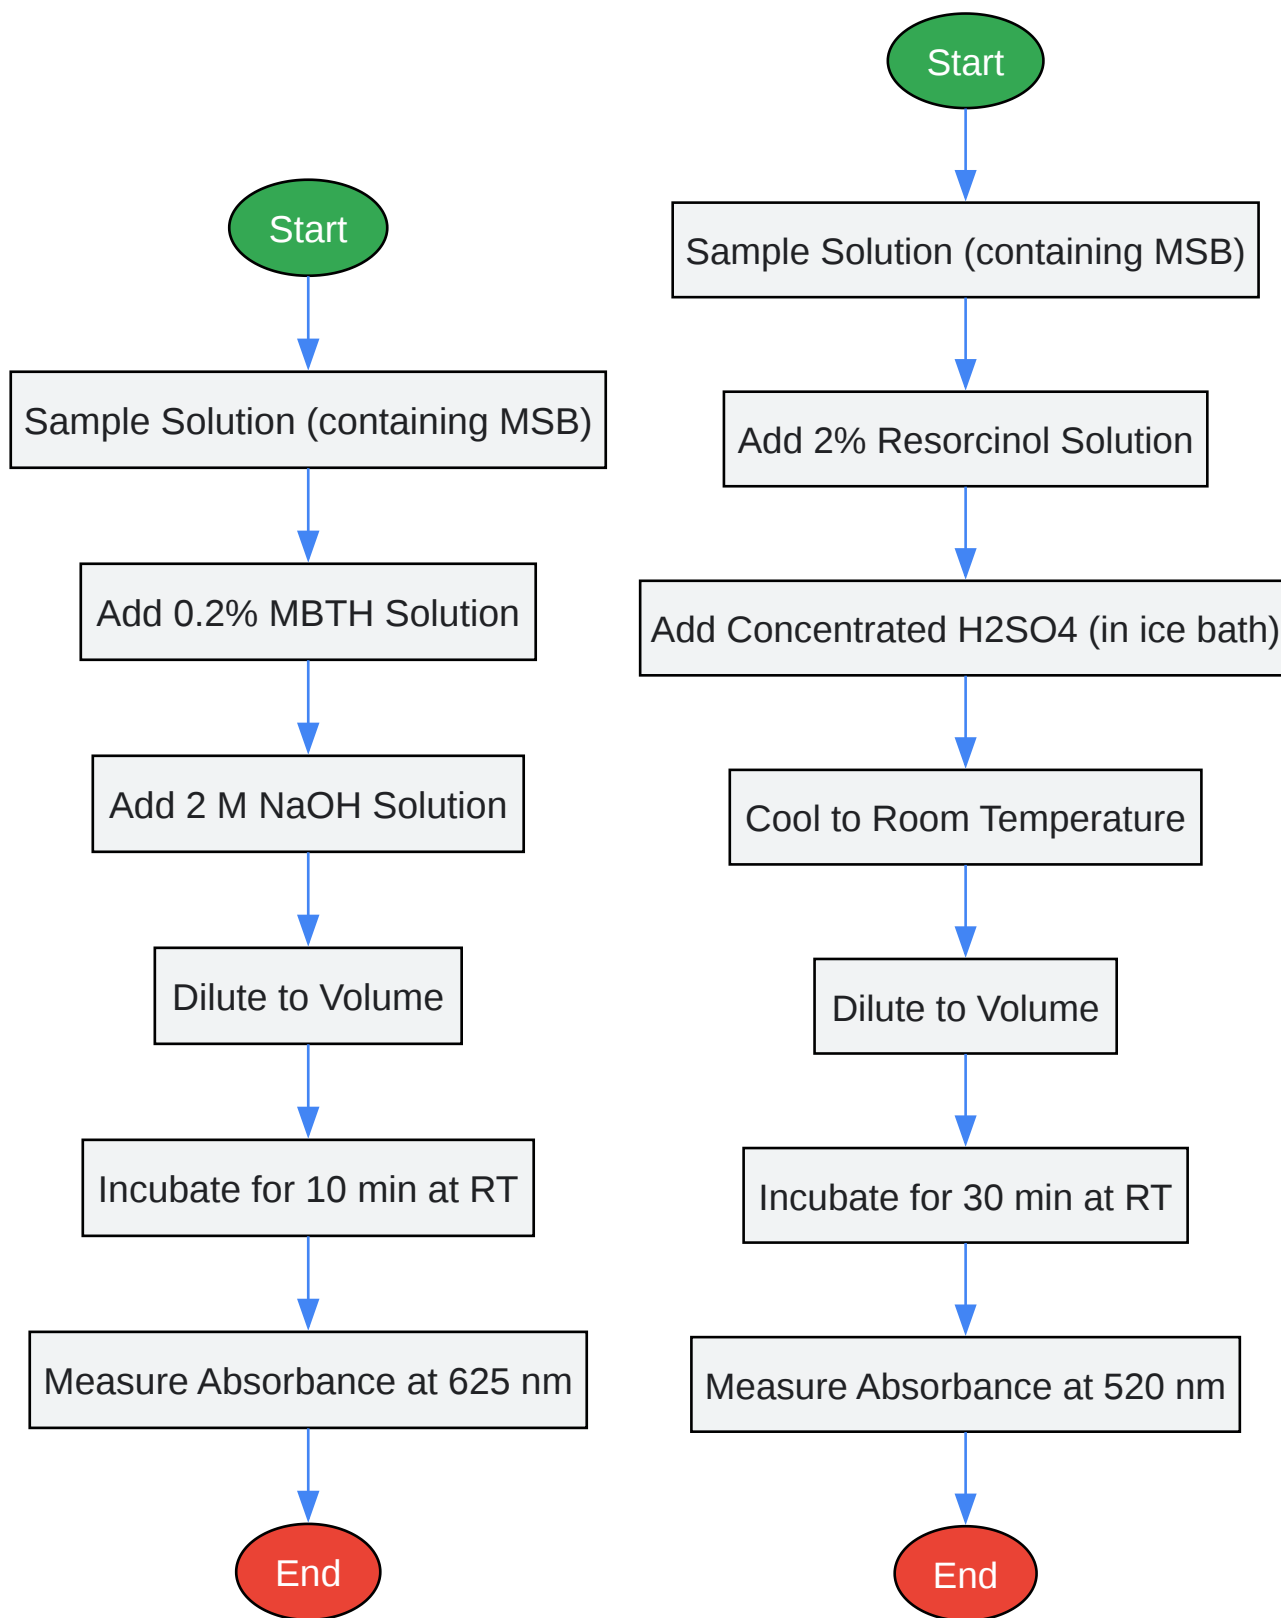 Start
Sample Solution (containing MSB)
Add 0.2% MBTH Solution
Add 2 M NaOH Solution
Dilute to Volume
Incubate for 10 min at RT
Measure Absorbance at 625 nm
End
Start
Sample Solution (containing MSB)
Add 2% Resorcinol Solution
Add Concentrated H2SO4 (in ice bath)
Cool to Room Temperature
Dilute to Volume
Incubate for 30 min at RT
Measure Absorbance at 520 nm
End